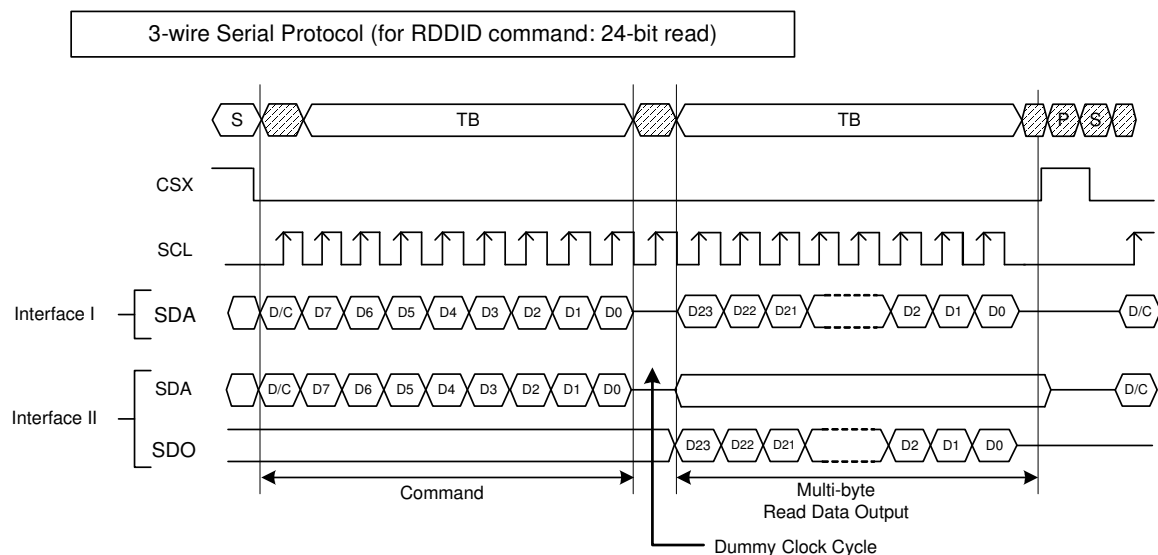 3-wire Serial Protocol (for RDDID command: 24-bit read)
S TB TB P S
CSX
SCL
Interface I SDA D/C D7 D6 D5 D4 D3 D2 D1 D0 D23 D22 D21 D2 D1 D0 D/C
SDA D/C D7 D6 D5 D4 D3 D2 D1 D0 D/C
Interface II
SDO D23 D22 D21 D2 D1 D0
Command
Multi-byte
Read Data Output
Dummy Clock Cycle